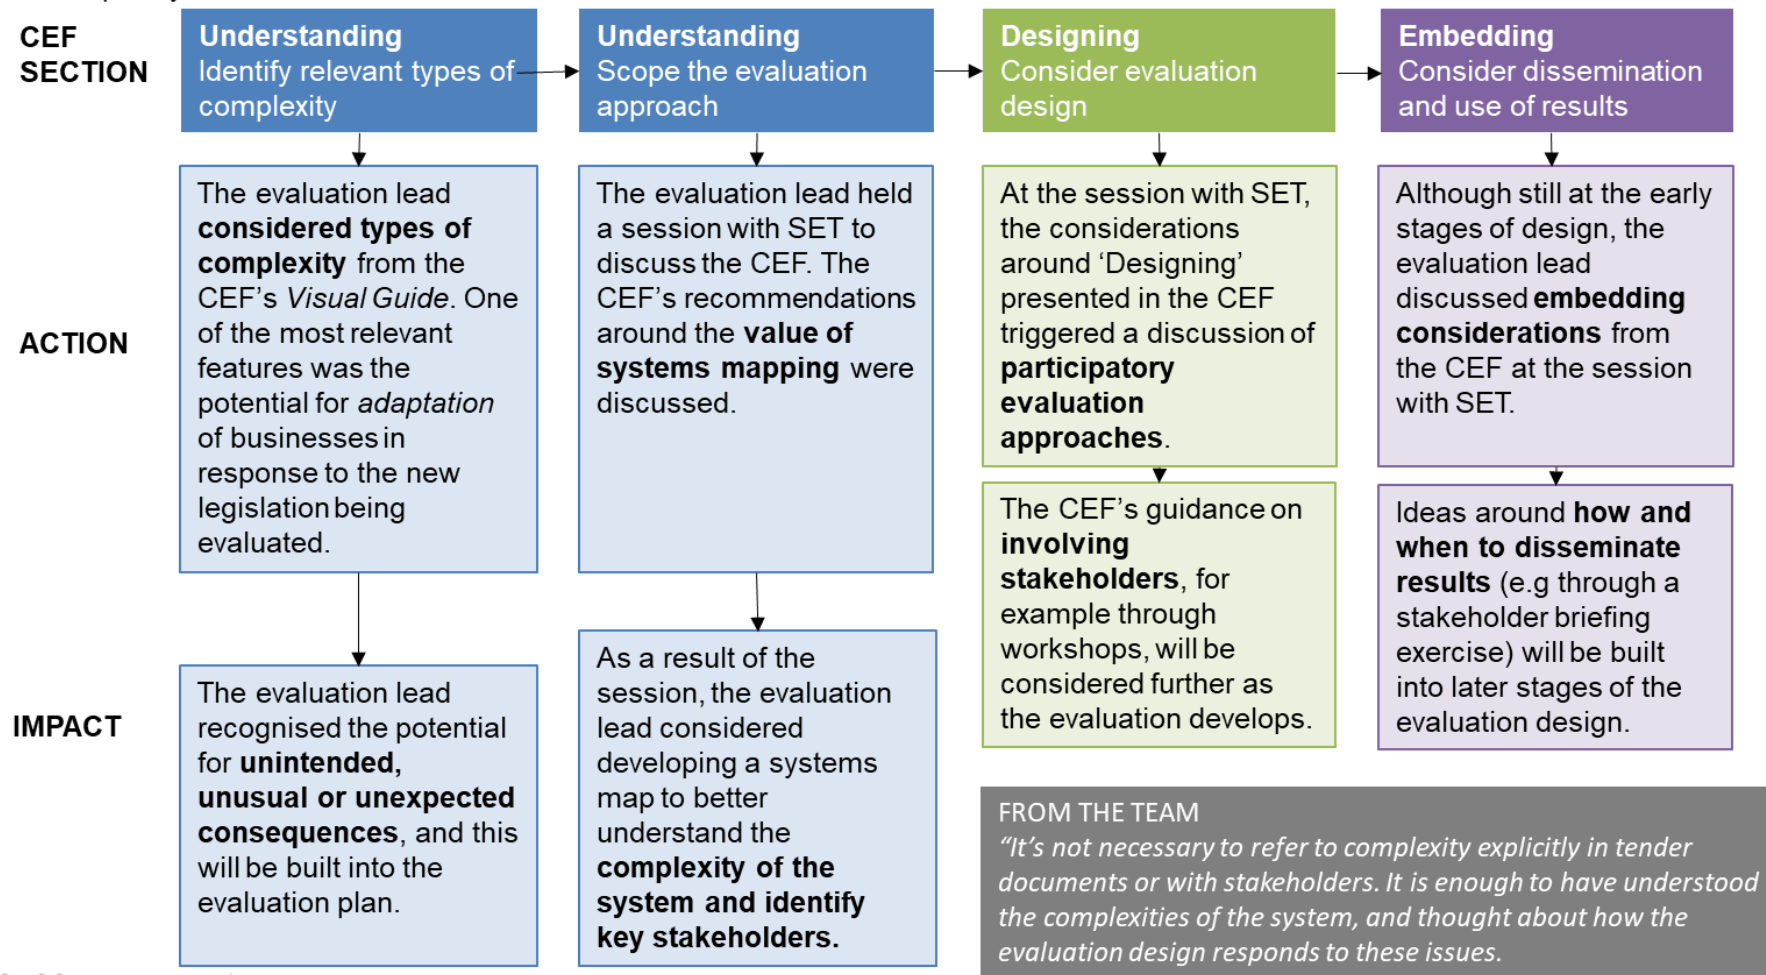 CEF
SECTION
Understanding
Identify relevant types of
complexity
Understanding
Scope the evaluation
approach
Designing
Consider evaluation
design
Embedding
Consider dissemination
and use of results
ACTION
The evaluation lead
considered types of
complexity from the
CEF’s Visual Guide. One
of the most relevant
features was the
potential for adaptation
of businesses in
response to the new
legislation being
evaluated.
The evaluation lead held
a session with SET to
discuss the CEF. The
CEF’s recommendations
around the value of
systems mapping were
discussed.
At the session with SET,
the considerations
around ‘Designing’
presented in the CEF
triggered a discussion of
participatory
evaluation
approaches.
Although still at the early
stages of design, the
evaluation lead
discussed embedding
considerations from
the CEF at the session
with SET.
IMPACT
The evaluation lead
recognised the potential
for unintended,
unusual or unexpected
consequences, and this
will be built into the
evaluation plan.
As a result of the
session, the evaluation
lead considered
developing a systems
map to better
understand the
complexity of the
system and identify
key stakeholders.
The CEF’s guidance on
involving
stakeholders, for
example through
workshops, will be
considered further as
the evaluation develops.
Ideas around how and
when to disseminate
results (e.g through a
stakeholder briefing
exercise) will be built
into later stages of the
evaluation design.
FROM THE TEAM
“It’s not necessary to refer to complexity explicitly in tender
documents or with stakeholders. It is enough to have understood
the complexities of the system, and thought about how the
evaluation design responds to these issues.